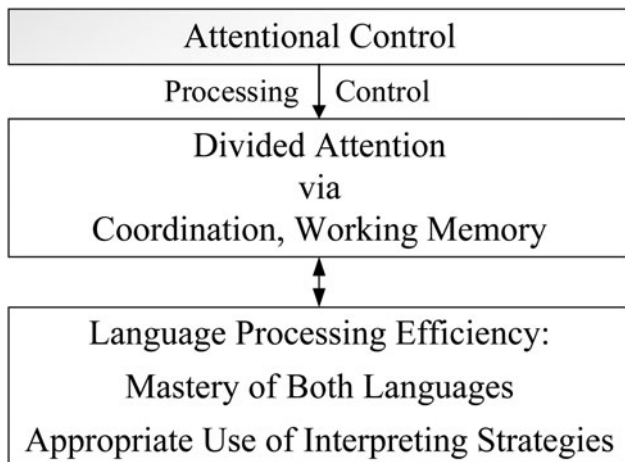 Attentional Control
Processing Control
Divided Attention
via
Coordination, Working Memory
Language Processing Efficiency:
Mastery of Both Languages
Appropriate Use of Interpreting Strategies